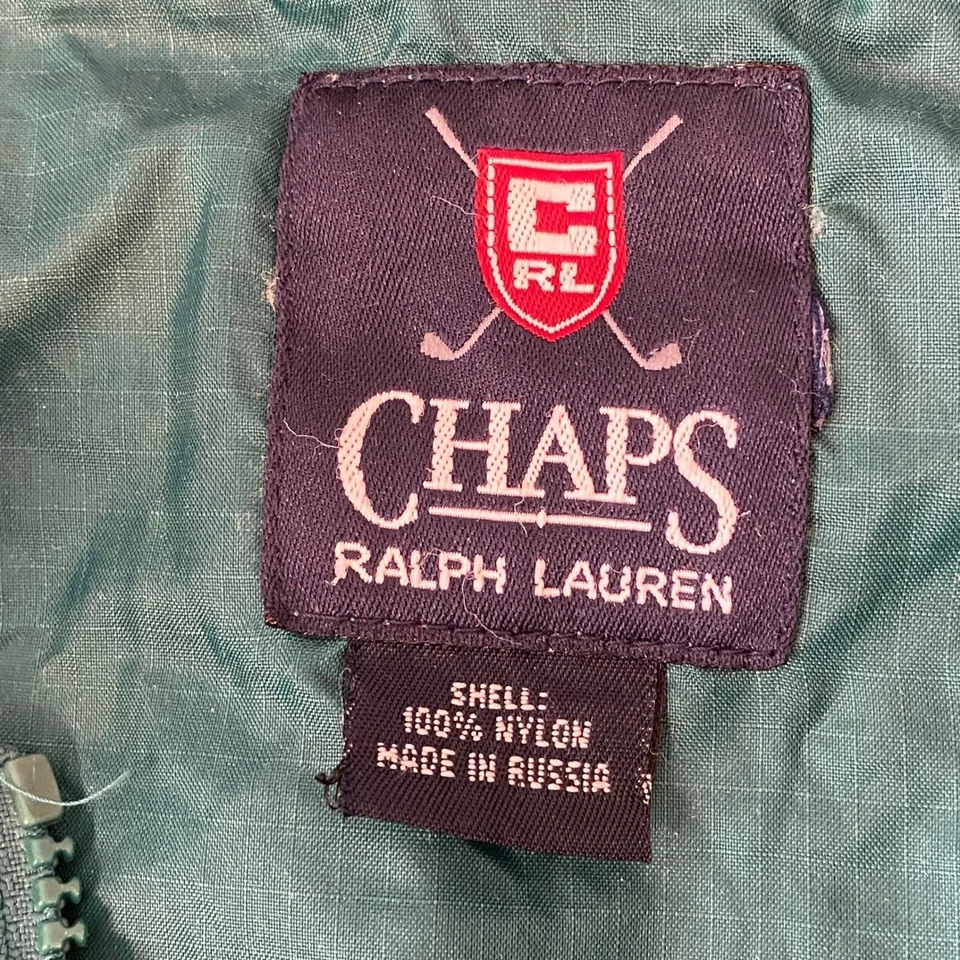 C
RL
CHAPS
RALPH LAUREN
SHELL:
100% NYLON
MADE IN RUSSIA